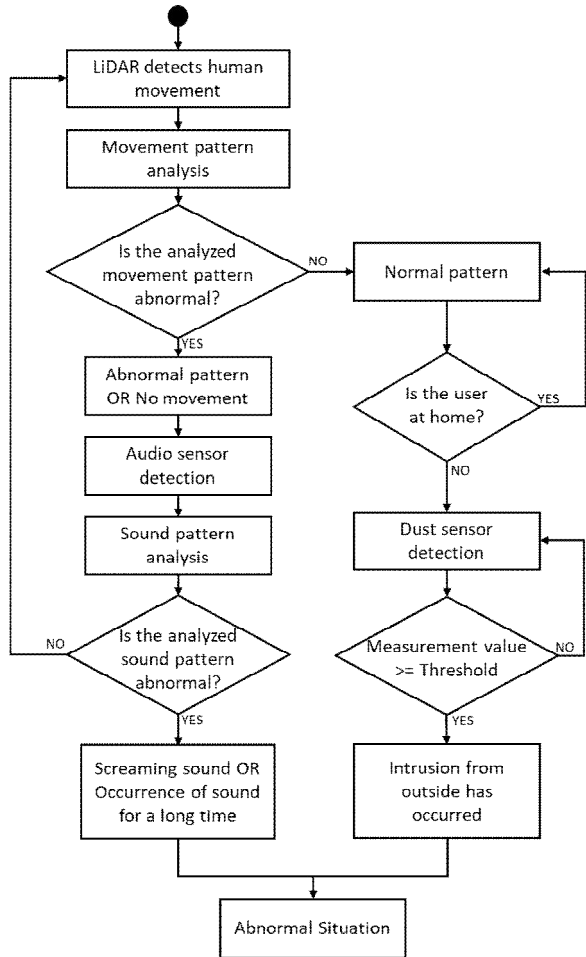 LiDAR detects human
movement
Movement pattern
analysis
Is the analyzed
movement pattern
abnormal?
NO
Normal pattern
YES
Abnormal pattern
OR No movement
Is the user
at home?
YES
NO
Audio sensor
detection
Sound pattern
analysis
Dust sensor
detection
NO
Is the analyzed
sound pattern
abnormal?
YES
Measurement value
>= Threshold
NO
YES
Screaming sound OR
Occurrence of sound
for a long time
Intrusion from
outside has
occurred
Abnormal Situation